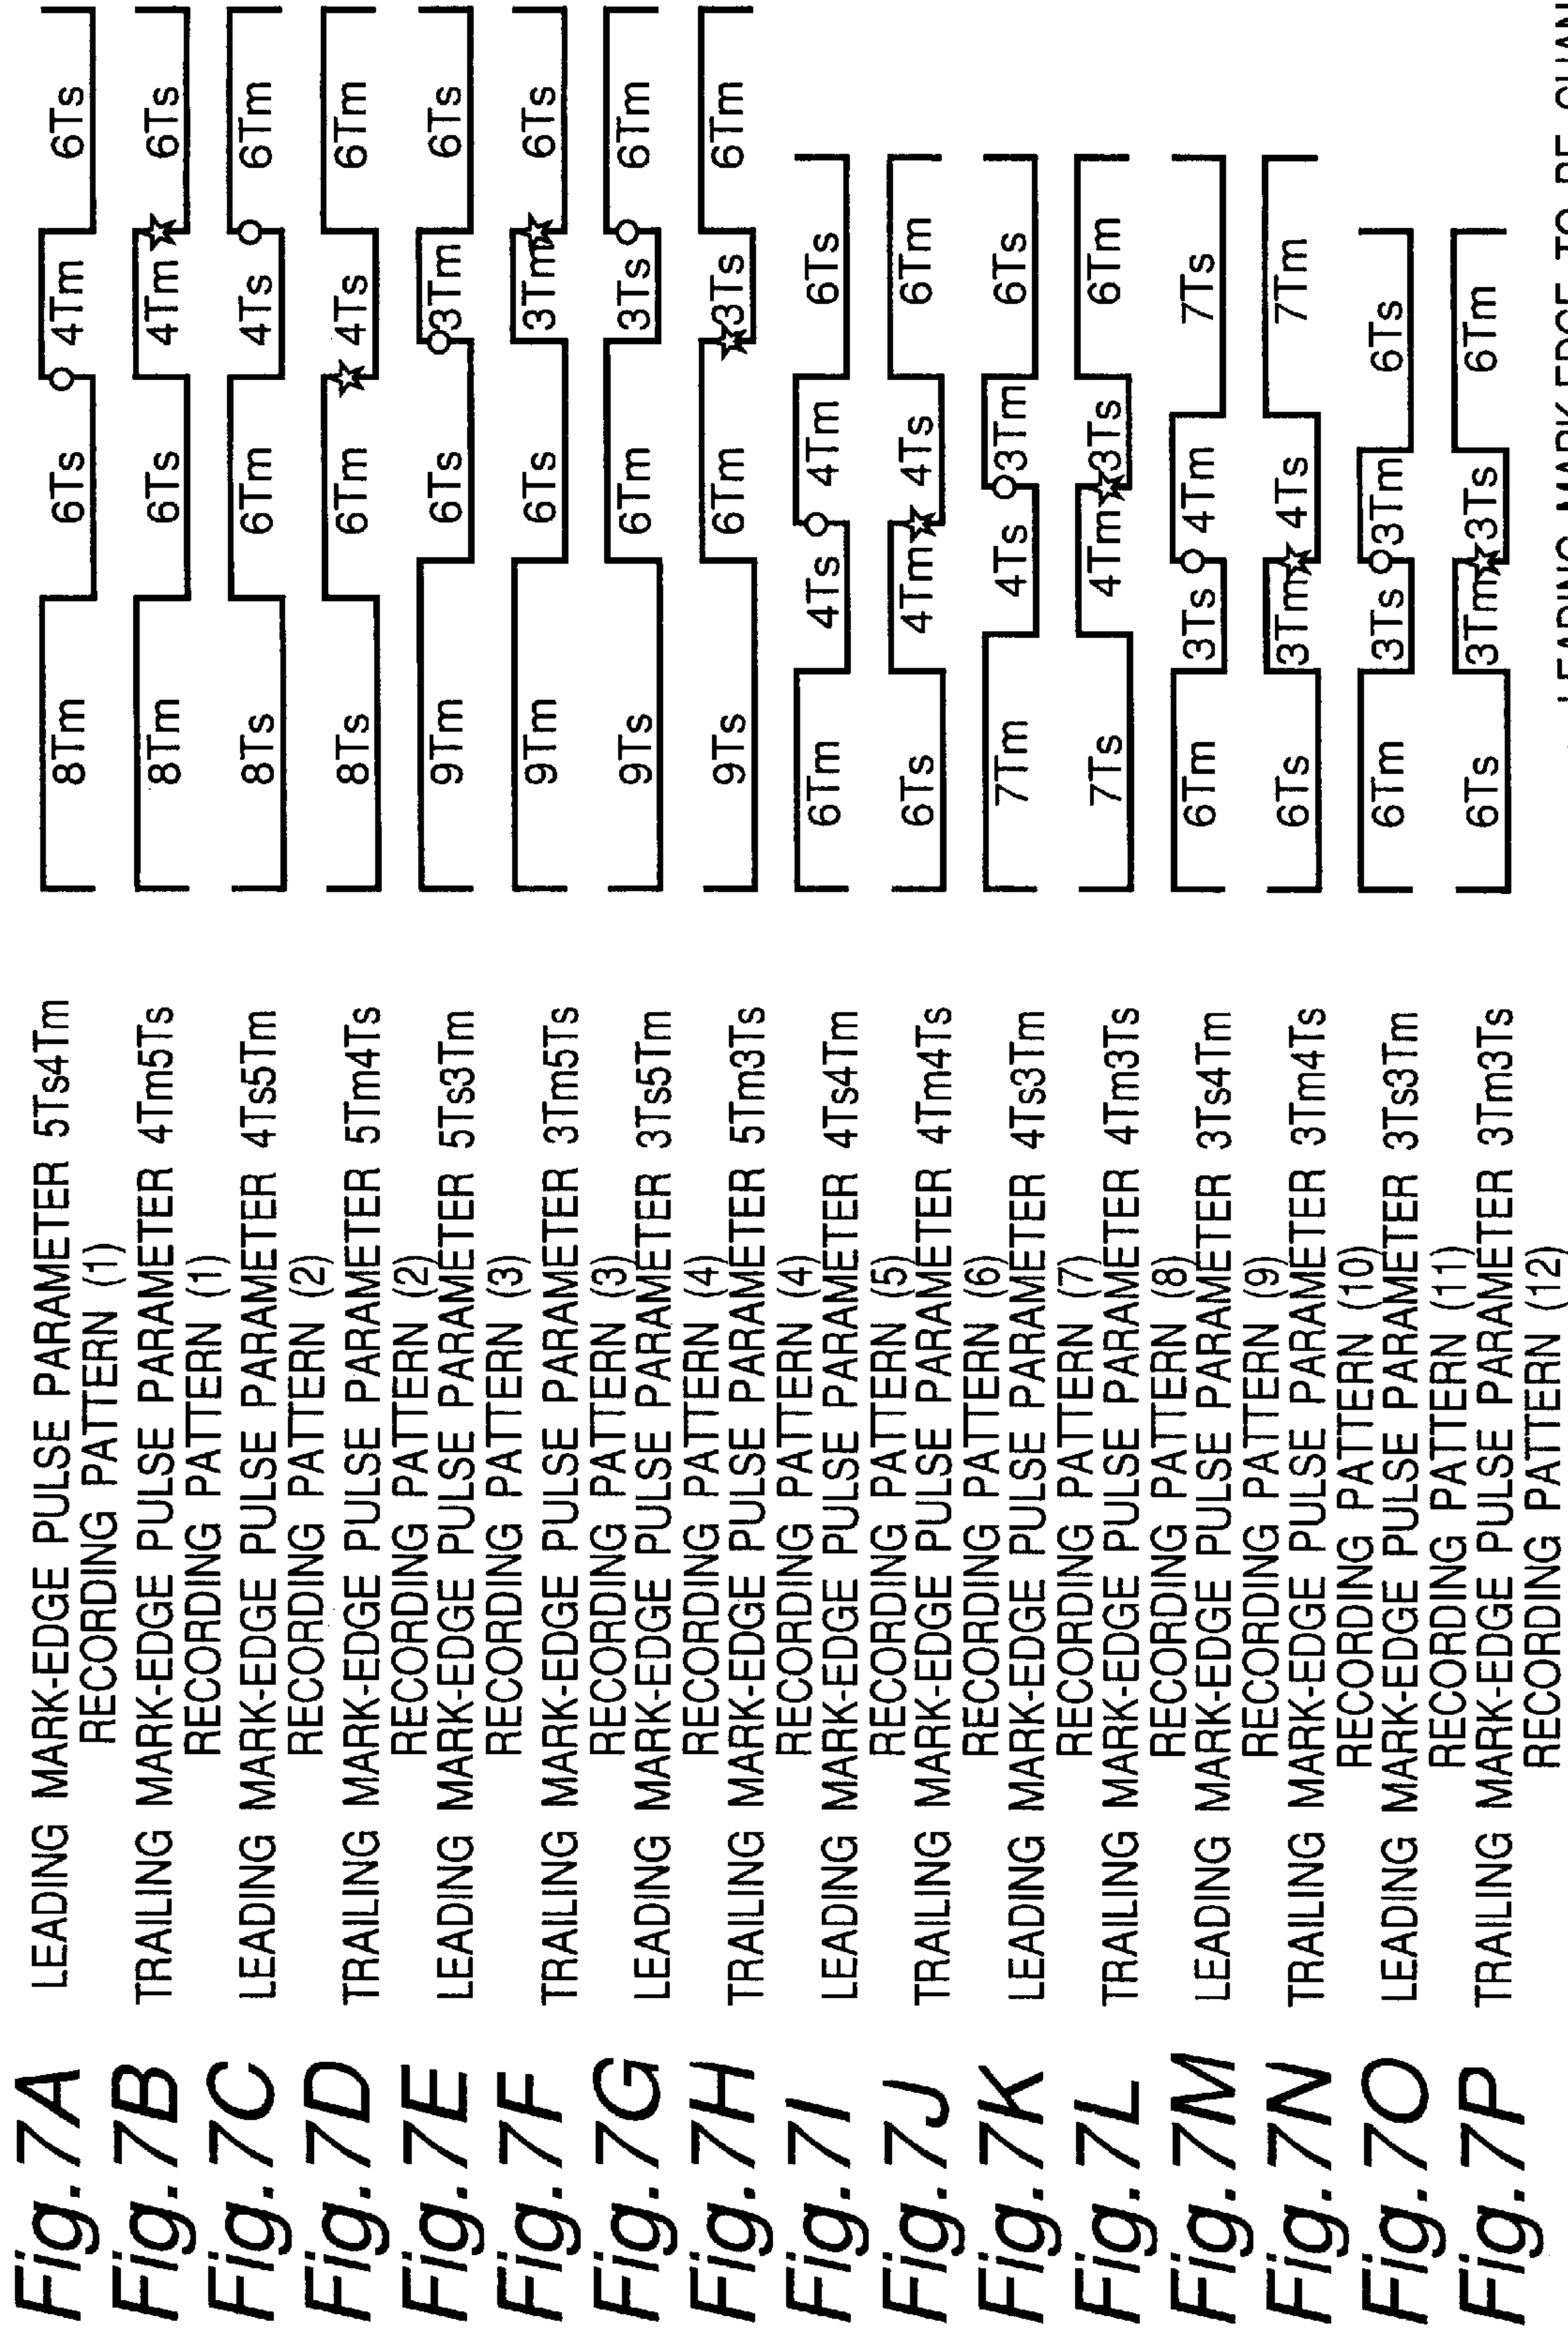 Fig.7A LEADING MARK-EDGE PULSE PARAMETER 5Ts4Tm 8Tm 6Ts 4Tm 6Ts
RECORDING PATTERN (1)
Fig.7B TRAILING MARK-EDGE PULSE PARAMETER 4Tm5Ts 8Tm 6Ts 4Tm 6Ts
RECORDING PATTERN (1)
Fig.7C LEADING MARK-EDGE PULSE PARAMETER 4Ts5Tm 8Ts 6Tm 4Ts 6Tm
RECORDING PATTERN (2)
Fig.7D TRAILING MARK-EDGE PULSE PARAMETER 5Tm4Ts 8Ts 6Tm 4Ts 6Tm
RECORDING PATTERN (2)
Fig.7E LEADING MARK-EDGE PULSE PARAMETER 5Ts3Tm 9Tm 6Ts 3Tm 6Ts
RECORDING PATTERN (3)
Fig.7F TRAILING MARK-EDGE PULSE PARAMETER 3Tm5Ts 9Tm 6Ts 3Tm 6Ts
RECORDING PATTERN (3)
Fig.7G LEADING MARK-EDGE PULSE PARAMETER 3Ts5Tm 9Ts 6Tm 3Ts 6Tm
RECORDING PATTERN (4)
Fig.7H TRAILING MARK-EDGE PULSE PARAMETER 5Tm3Ts 9Ts 6Tm 3Ts 6Tm
RECORDING PATTERN (4)
Fig.7I LEADING MARK-EDGE PULSE PARAMETER 4Ts4Tm 6Tm 4Ts 4Tm 6Ts
RECORDING PATTERN (5)
Fig.7J TRAILING MARK-EDGE PULSE PARAMETER 4Tm4Ts 6Ts 4Tm 4Ts 6Tm
RECORDING PATTERN (6)
Fig.7K LEADING MARK-EDGE PULSE PARAMETER 4Ts3Tm 7Tm 4Ts 3Tm 6Ts
RECORDING PATTERN (7)
Fig.7L TRAILING MARK-EDGE PULSE PARAMETER 4Tm3Ts 7Ts 4Tm 3Ts 6Tm
RECORDING PATTERN (8)
Fig.7M LEADING MARK-EDGE PULSE PARAMETER 3Ts4Tm 6Tm 3Ts 4Tm 7Ts
RECORDING PATTERN (9)
Fig.7N TRAILING MARK-EDGE PULSE PARAMETER 3Tm4Ts 6Ts 3Tm 4Ts 7Tm
RECORDING PATTERN (10)
Fig.7O LEADING MARK-EDGE PULSE PARAMETER 3Ts3Tm 6Tm 3Ts 3Tm 6Ts
RECORDING PATTERN (11)
Fig.7P TRAILING MARK-EDGE PULSE PARAMETER 3Tm3Ts 6Ts 3Tm 3Ts 6Tm
RECORDING PATTERN (12)
LEADING MARK-EDGE TO BE